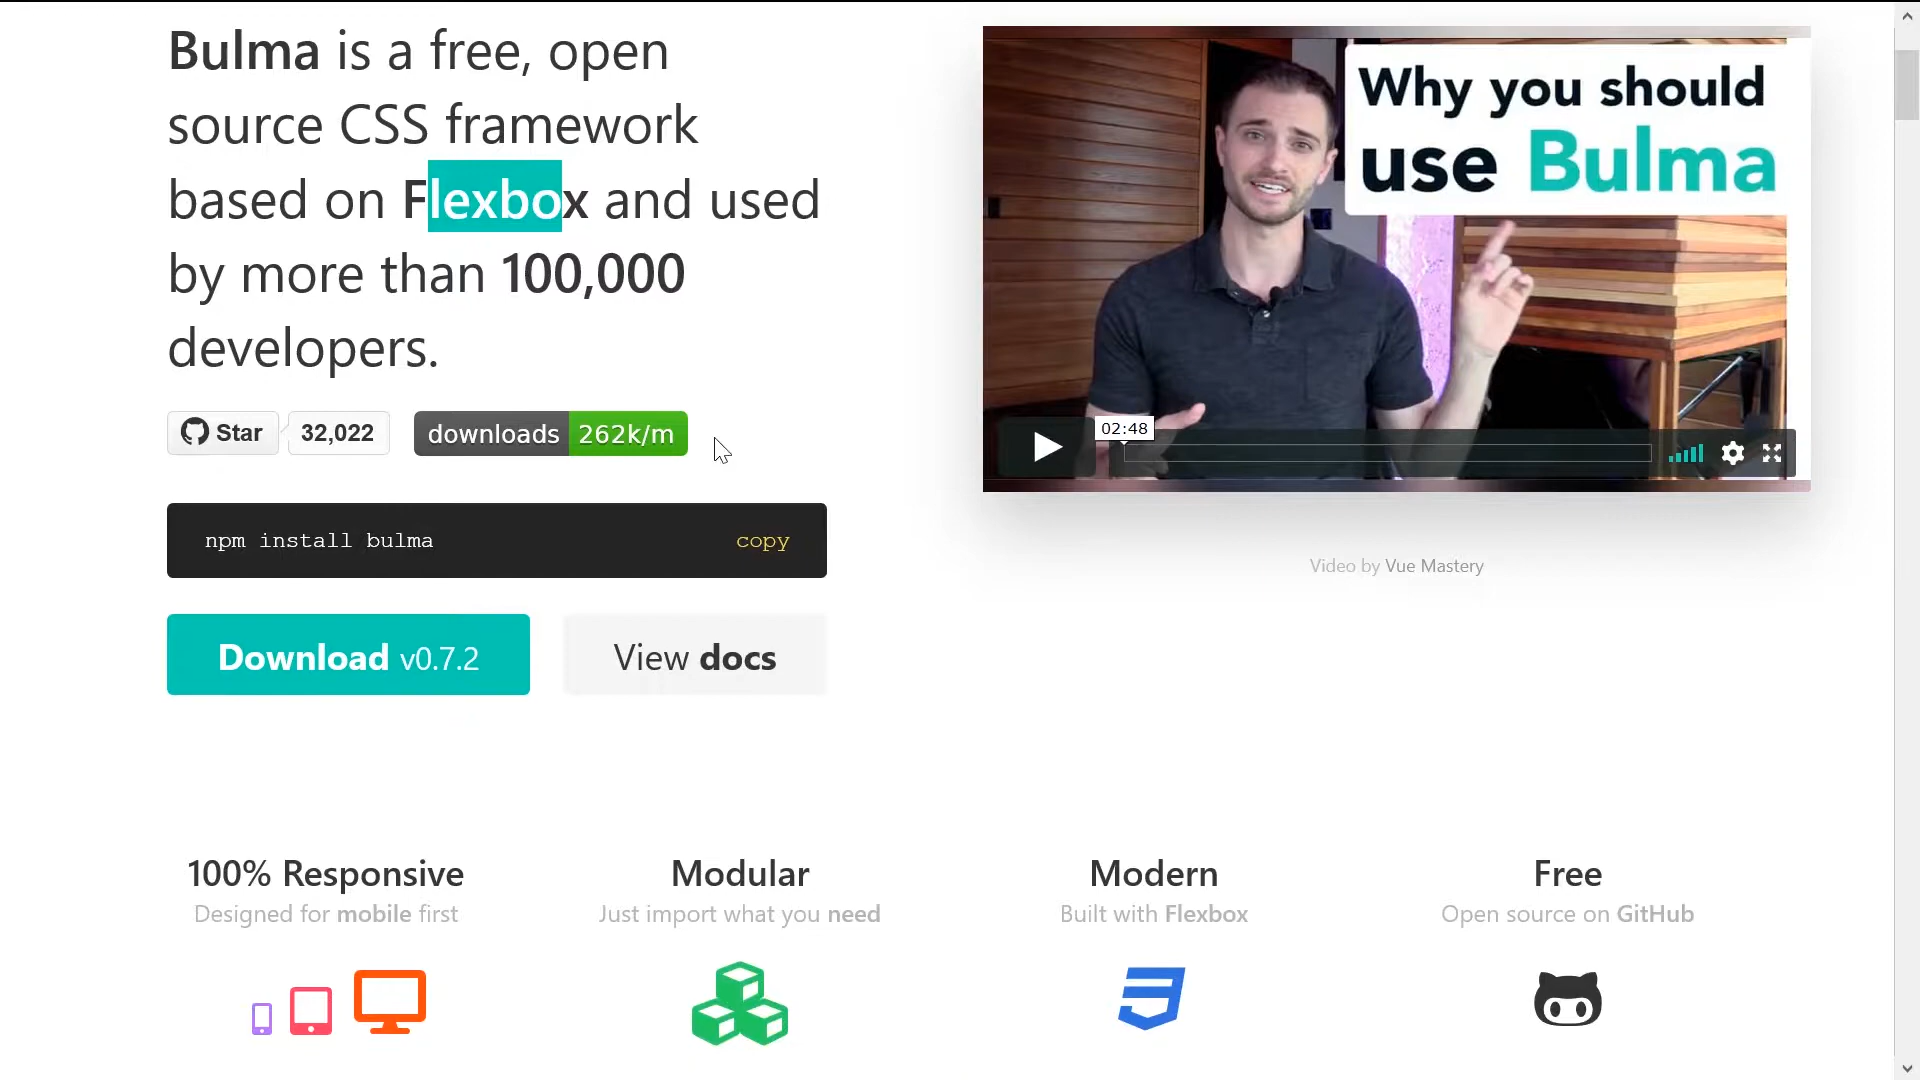 Bulma is a free, open
source CSS framework
based on Flexbox and used
by more than 100,000
developers.
Star 32,022 downloads 262k/m
npm install bulma copy
Download v0.7.2 View docs
Why you should
use Bulma
02:48
Video by Vue Mastery
100% Responsive
Designed for mobile first
Modular
Just import what you need
Modern
Built with Flexbox
Free
Open source on GitHub